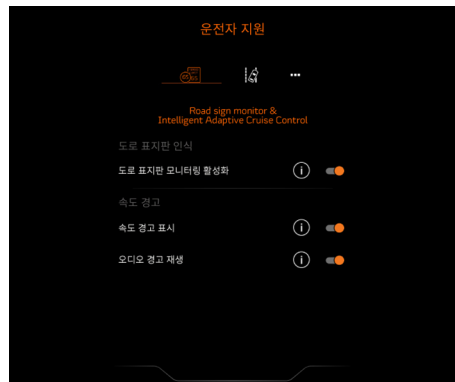 운전자 지원
Road sign monitor &
Intelligent Adaptive Cruise Control
도로 표지판 인식
도로 표지판 모니터링 활성화
속도 경고
속도 경고 표시
오디오 경고 재생